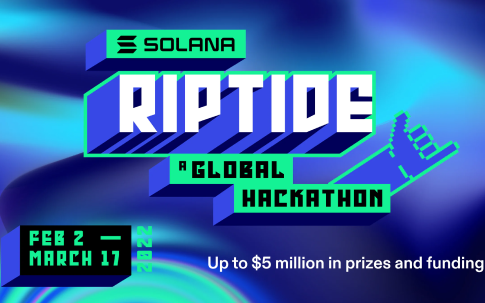 SOLANA
RIPTIDE
A GLOBAL
HACKATHON
FEB 2 —
MARCH 17
2022
Up to $5 million in prizes and funding